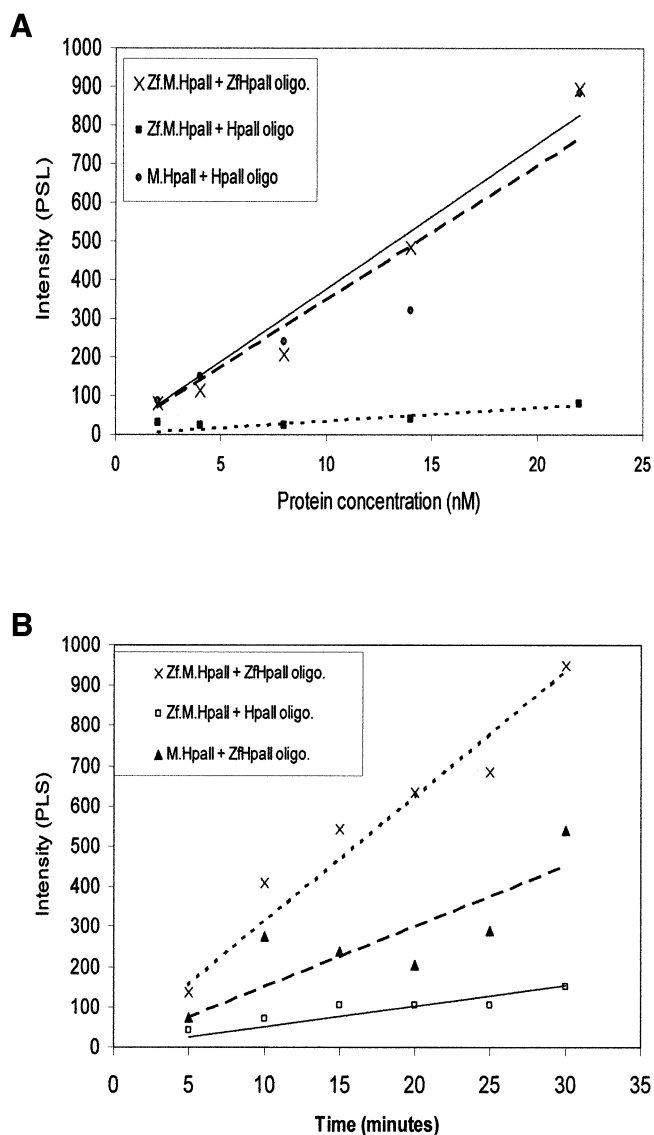 A
1000
900
800
700
600
500
400
300
200
100
0
Intensity (PSL)
Zf.M.HpaII + ZfHpaII oligo.
Zf.M.HpaII + HpaII oligo
M.HpaII + HpaII oligo
0 5 10 15 20 25
Protein concentration (nM)
B
1000
900
800
700
600
500
400
300
200
100
0
Intensity (PLS)
Zf.M.HpaII + ZfHpaII oligo.
Zf.M.HpaII + HpaII oligo.
M.HpaII + ZfHpaII oligo.
0 5 10 15 20 25 30 35
Time (minutes)